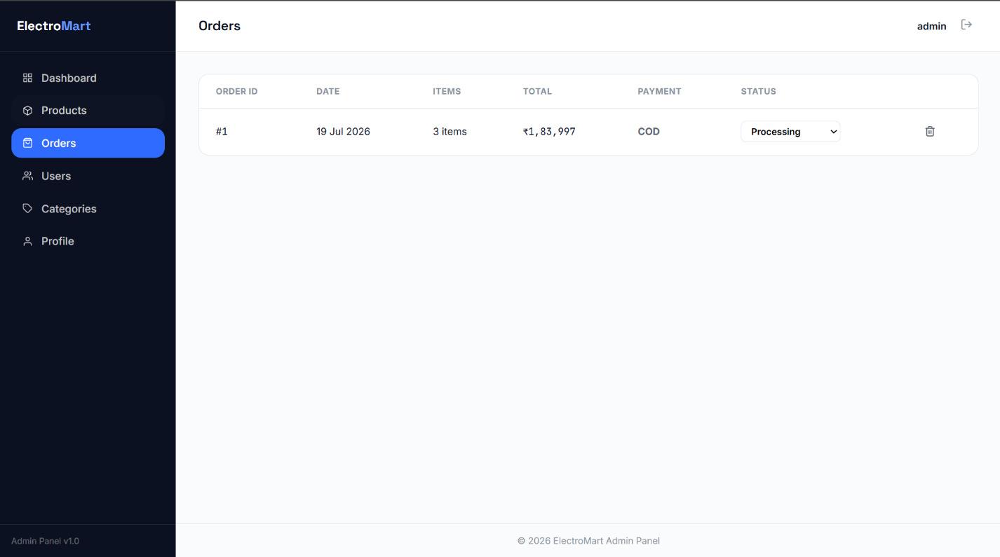 ElectroMart
Dashboard
Products
Orders
Users
Categories
Profile
Admin Panel v1.0
Orders
admin
ORDER ID DATE ITEMS TOTAL PAYMENT STATUS
#1 19 Jul 2026 3 items ₹1,83,997 COD Processing
© 2026 ElectroMart Admin Panel